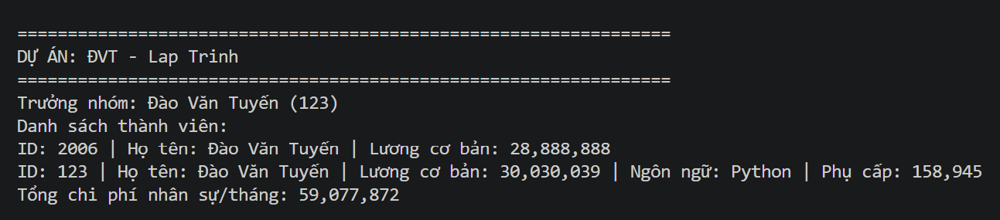 =================================================================
DỰ ÁN: ĐVT - Lap Trinh
=================================================================
Trưởng nhóm: Đào Văn Tuyến (123)
Danh sách thành viên:
ID: 2006 | Họ tên: Đào Văn Tuyến | Lương cơ bản: 28,888,888
ID: 123 | Họ tên: Đào Văn Tuyến | Lương cơ bản: 30,030,039 | Ngôn ngữ: Python | Phụ cấp: 158,945
Tổng chi phí nhân sự/tháng: 59,077,872